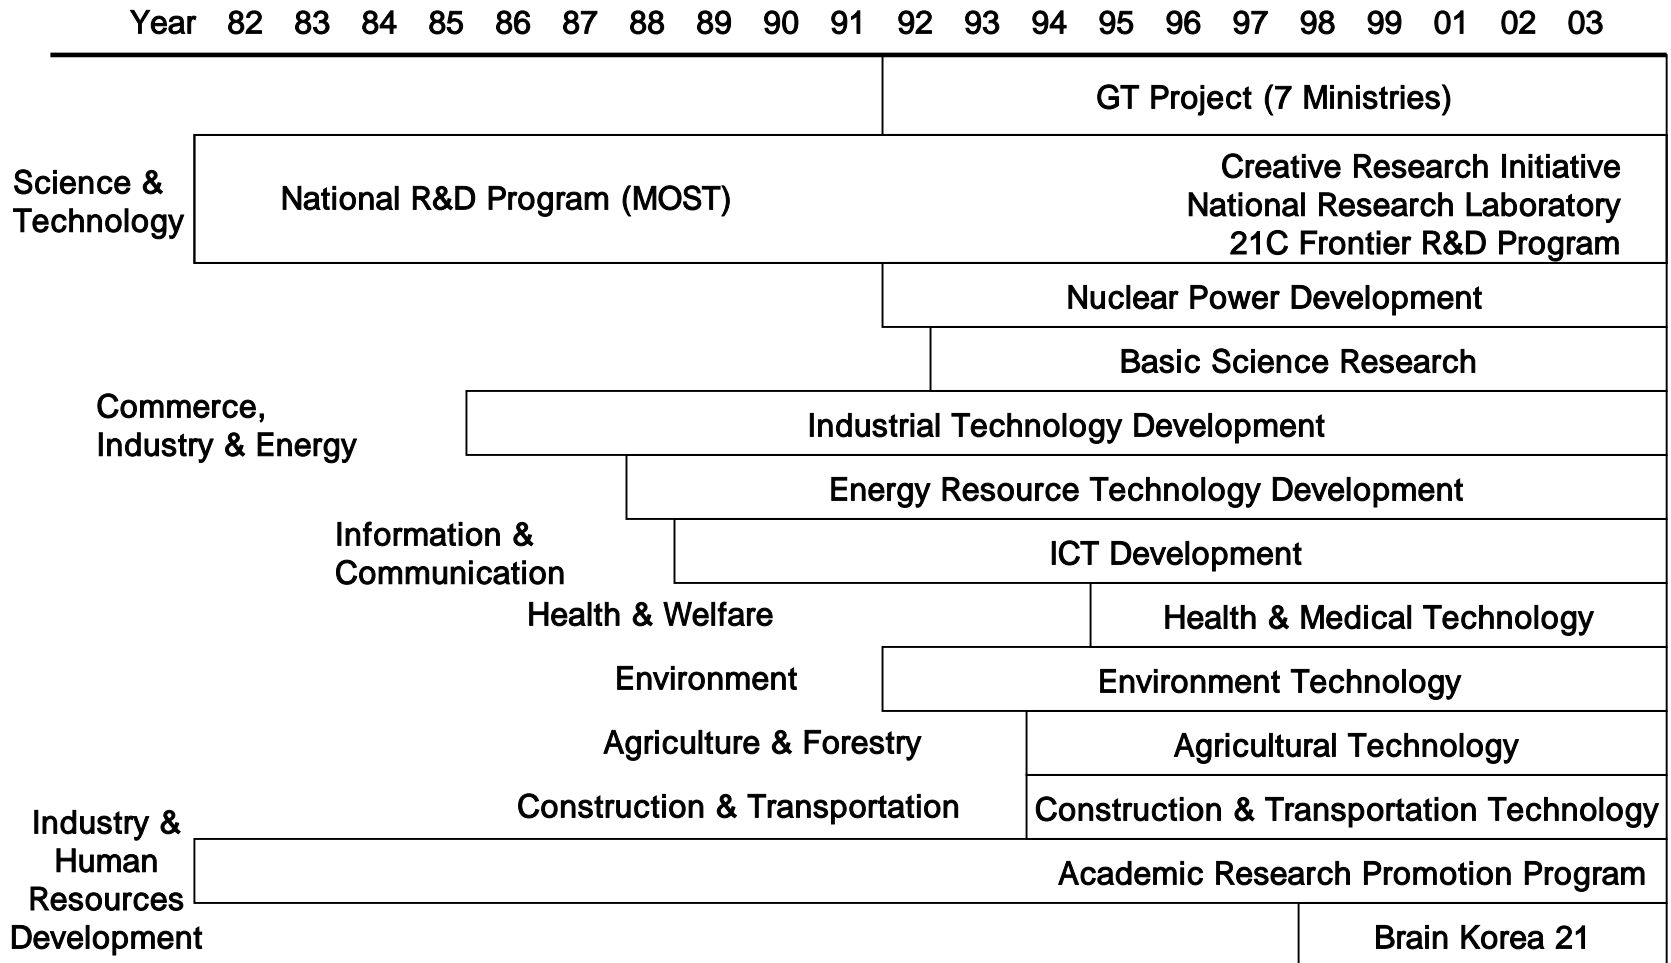 Year 82 83 84 85 86 87 88 89 90 91 92 93 94 95 96 97 98 99 01 02 03
GT Project (7 Ministries)
Science &
Technology
National R&D Program (MOST)
Creative Research Initiative
National Research Laboratory
21C Frontier R&D Program
Nuclear Power Development
Basic Science Research
Commerce,
Industry & Energy
Industrial Technology Development
Energy Resource Technology Development
Information &
Communication
ICT Development
Health & Welfare
Health & Medical Technology
Environment
Environment Technology
Agriculture & Forestry
Agricultural Technology
Construction & Transportation
Construction & Transportation Technology
Industry &
Human
Resources
Development
Academic Research Promotion Program
Brain Korea 21